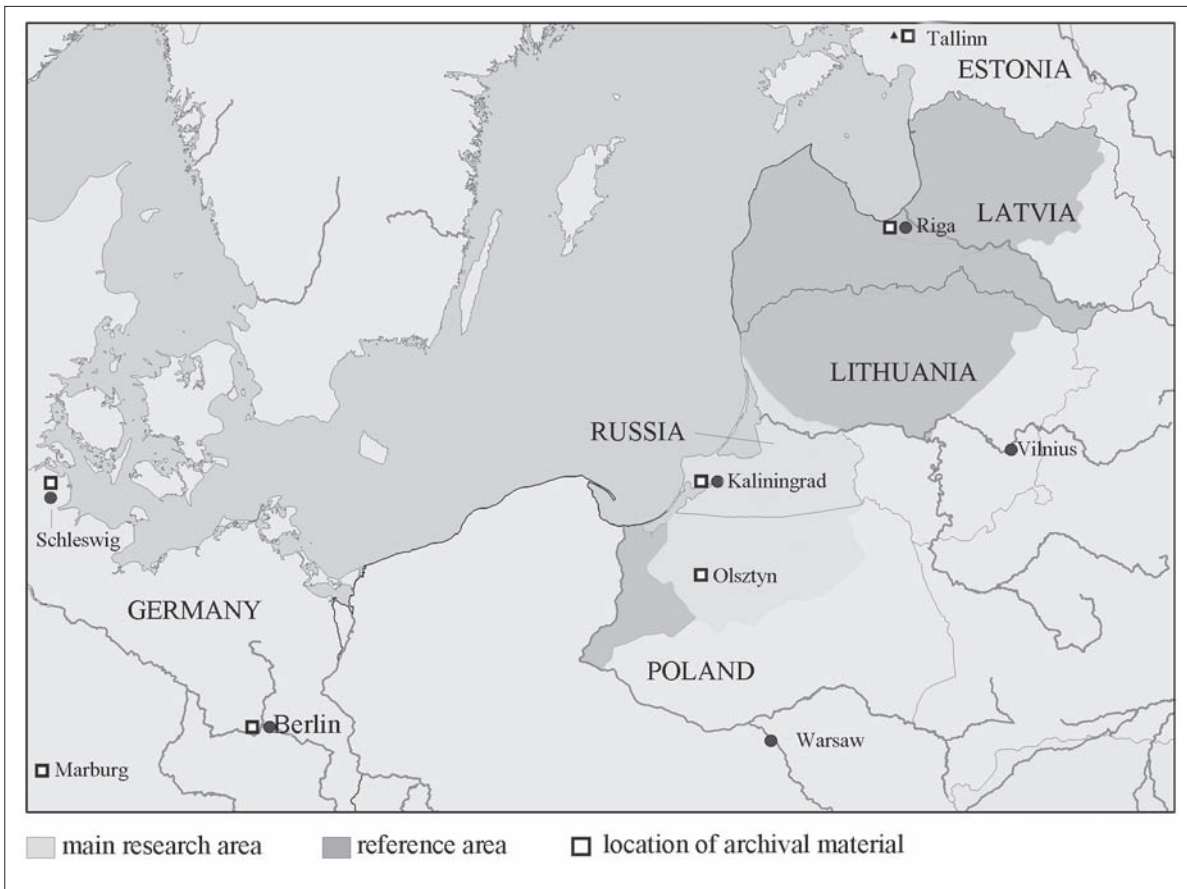 Tallinn
ESTONIA
LATVIA
Riga
LITHUANIA
RUSSIA
Vilnius
Kaliningrad
Schleswig
Olsztyn
GERMANY
POLAND
Berlin
Warsaw
Marburg
main research area
reference area
location of archival material